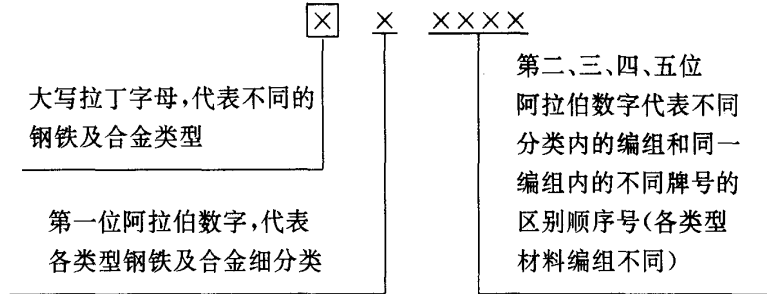 × × ××××
大写拉丁字母,代表不同的
钢铁及合金类型
第一位阿拉伯数字,代表
各类型钢铁及合金细分类
第二、三、四、五位
阿拉伯数字代表不同
分类内的编组和同一
编组内的不同牌号的
区别顺序号(各类型
材料编组不同)